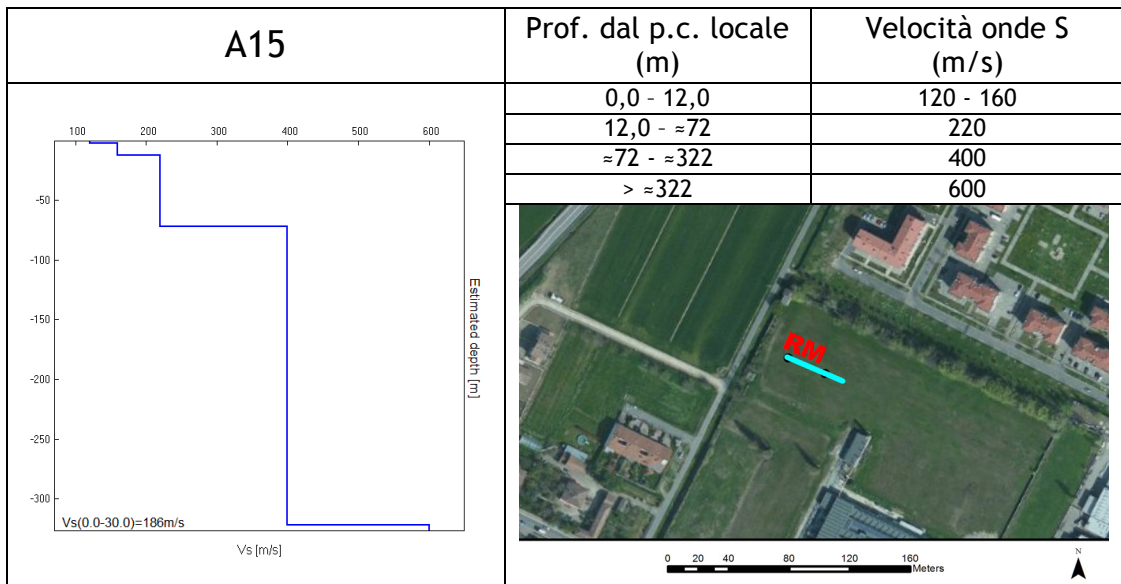 A15
Prof. dal p.c. locale
(m)
Velocità onde S
(m/s)
0,0 – 12,0
120 - 160
12,0 – ≈72
220
≈72 - ≈322
400
> ≈322
600
100 200 300 400 500 600
-50
-100
-150
-200
-250
-300
Estimated depth [m]
Vs(0.0-30.0)=186m/s
Vs [m/s]
RM
0 20 40 80 120 160
Meters
N